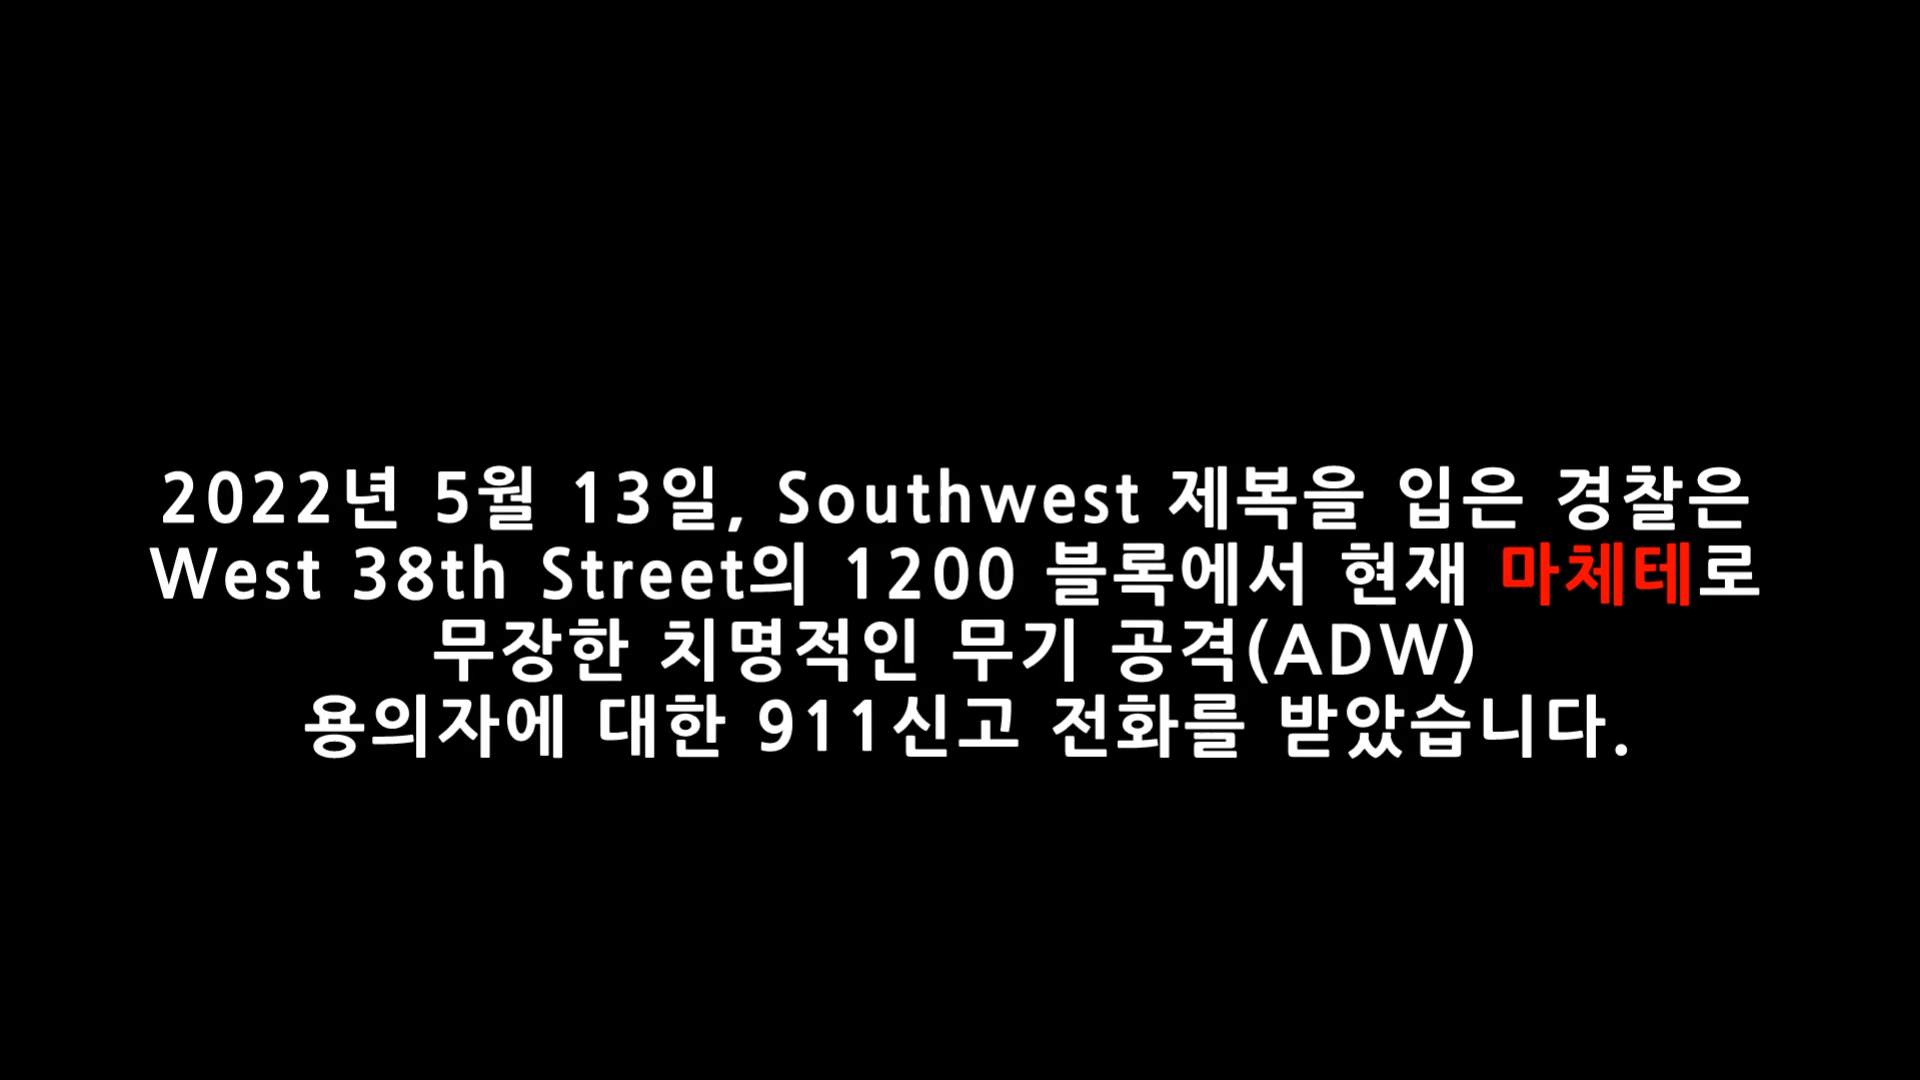 2022년 5월 13일, Southwest 제복을 입은 경찰은
West 38th Street의 1200 블록에서 현재 마체테로
무장한 치명적인 무기 공격(ADW)
용의자에 대한 911신고 전화를 받았습니다.